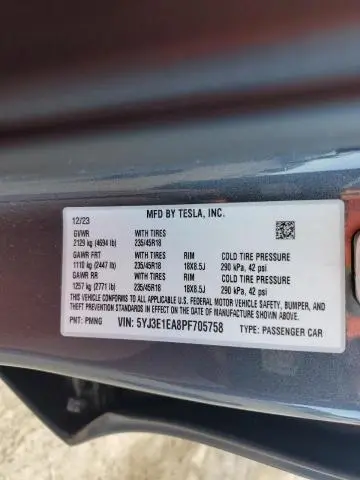 MFD BY TESLA, INC.
12/23
GVWR WITH TIRES
2129 kg (4694 lb) 235/45R18
GAWR FRT WITH TIRES RIM COLD TIRE PRESSURE
1110 kg (2447 lb) 235/45R18 18X8.5J 290 kPa, 42 psi
GAWR RR WITH TIRES RIM COLD TIRE PRESSURE
1257 kg (2771 lb) 235/45R18 18X8.5J 290 kPa, 42 psi
THIS VEHICLE CONFORMS TO ALL APPLICABLE U.S. FEDERAL MOTOR VEHICLE SAFETY, BUMPER, AND
THEFT PREVENTION STANDARDS IN EFFECT ON THE DATE OF MANUFACTURE SHOWN ABOVE.
PNT: PMNG VIN: 5YJ3E1EA8PF705758 TYPE: PASSENGER CAR